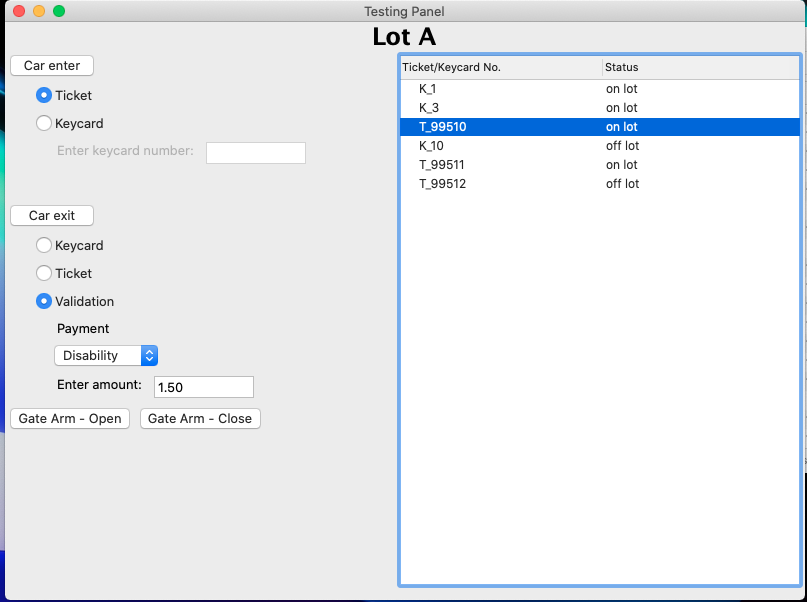 Testing Panel
Lot A
Car enter
Ticket
Keycard
Enter keycard number:
Car exit
Keycard
Ticket
Validation
Payment
Disability
Enter amount: 1.50
Gate Arm - Open Gate Arm - Close
Ticket/Keycard No. Status
K_1 on lot
K_3 on lot
T_99510 on lot
K_10 off lot
T_99511 on lot
T_99512 off lot